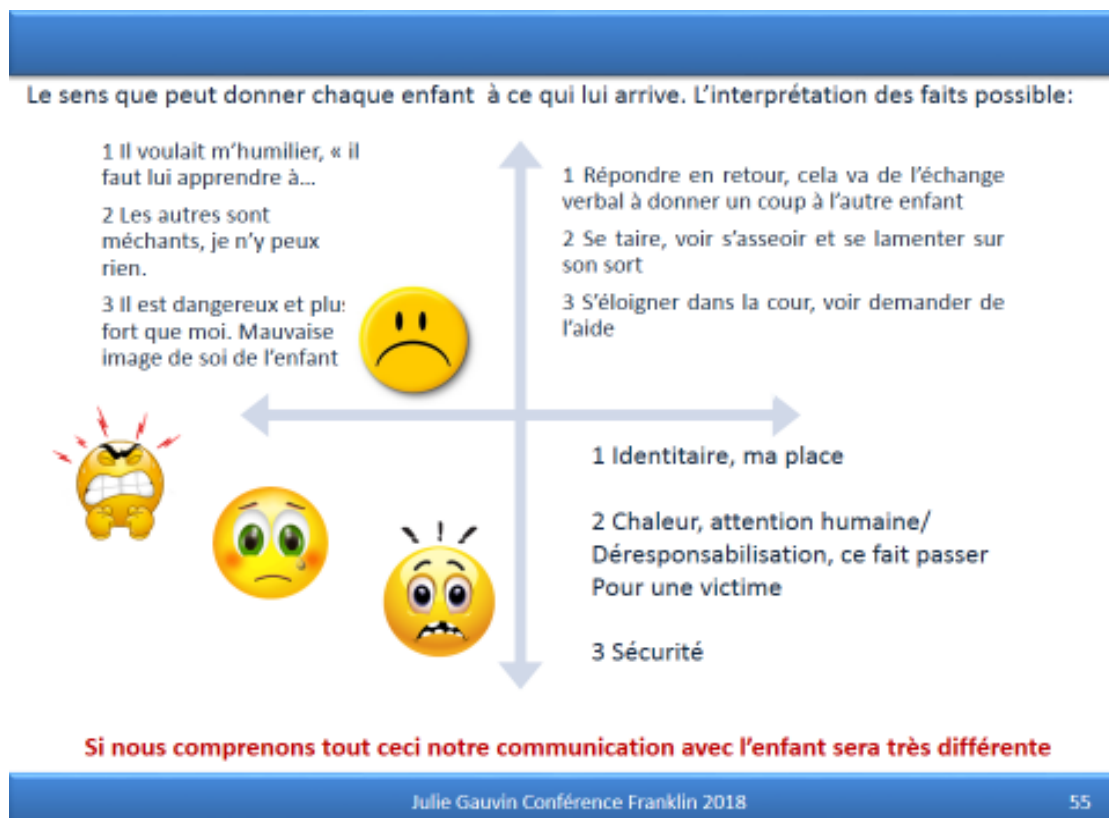 Le sens que peut donner chaque enfant à ce qui lui arrive. L’interprétation des faits possible:
1 Il voulait m’humilier, « il
faut lui apprendre à...
2 Les autres sont
méchants, je n’y peux
rien.
3 Il est dangereux et plus
fort que moi. Mauvaise
image de soi de l’enfant
1 Répondre en retour, cela va de l’échange
verbal à donner un coup à l’autre enfant
2 Se taire, voir s’asseoir et se lamenter sur
son sort
3 S’éloigner dans la cour, voir demander de
l’aide
1 Identitaire, ma place
2 Chaleur, attention humaine/
Déresponsabilisation, ce fait passer
Pour une victime
3 Sécurité
Si nous comprenons tout ceci notre communication avec l’enfant sera très différente
Julie Gauvin Conférence Franklin 2018
55